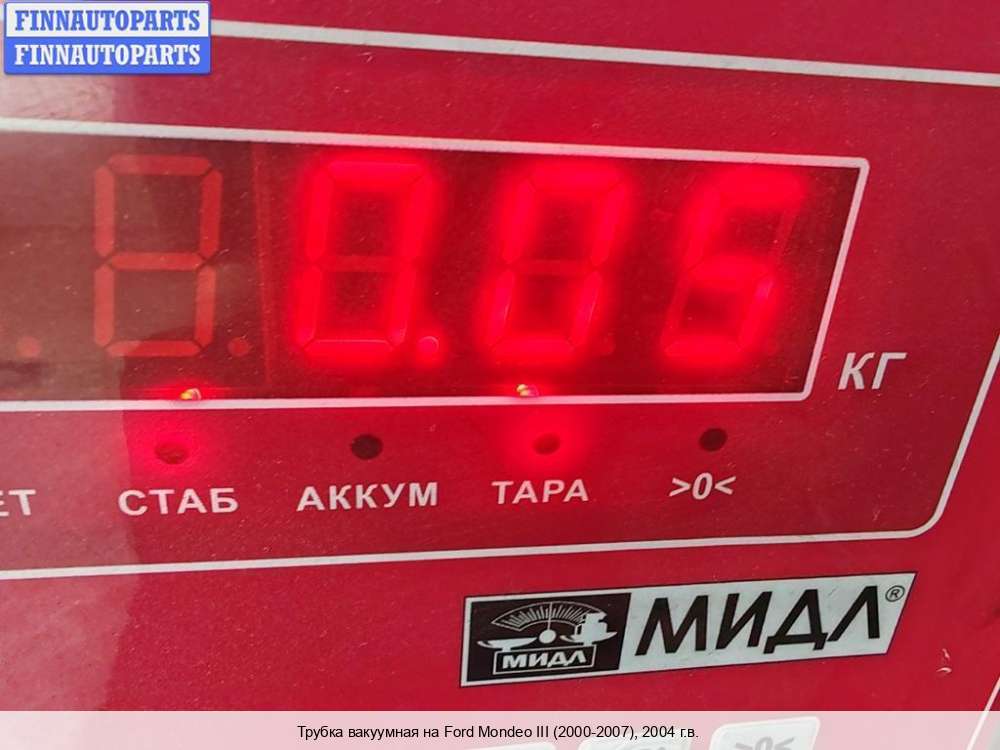 FINNAUTOPARTS
FINNAUTOPARTS
0.05
КГ
СТАБ АККУМ ТАРА >0<
МИДЛ МИДЛ®
Трубка вакуумная на Ford Mondeo III (2000-2007), 2004 г.в.